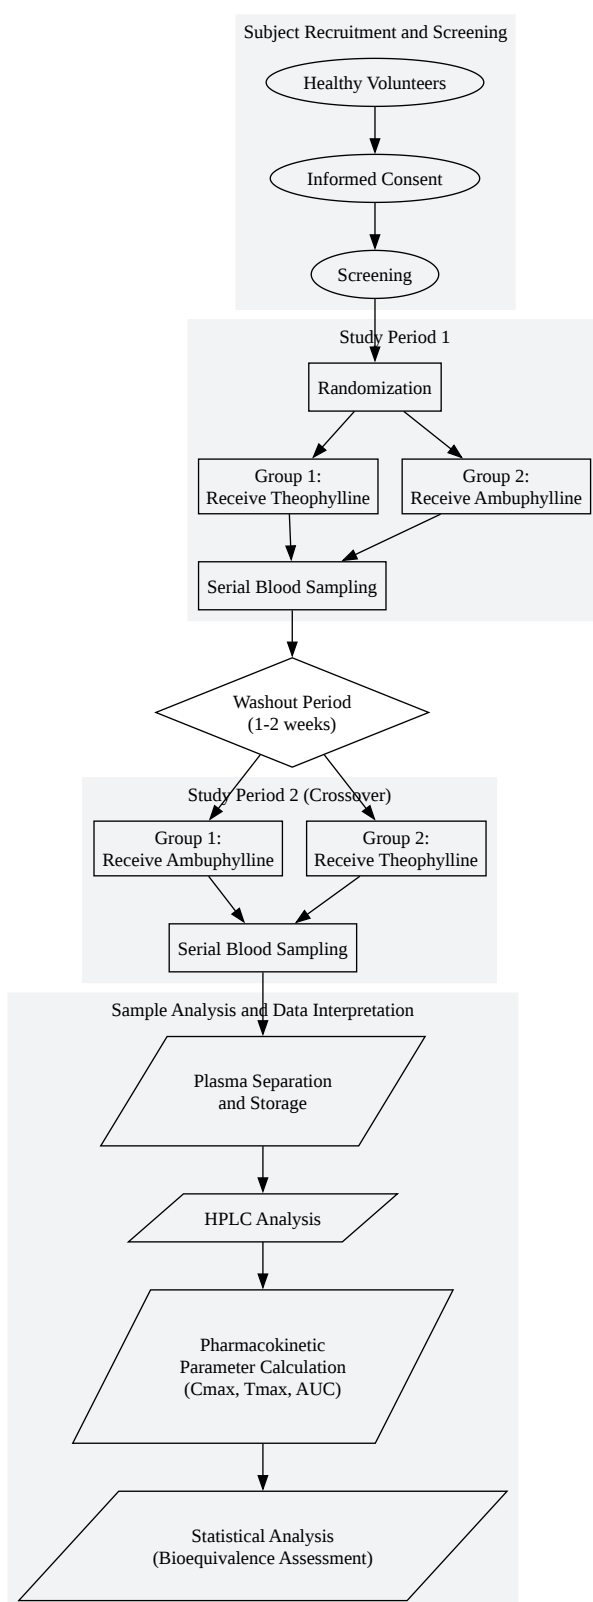 Subject Recruitment and Screening
Healthy Volunteers
Informed Consent
Screening
Study Period 1
Randomization
Group 1:
Receive Theophylline
Group 2:
Receive Ambuphylline
Serial Blood Sampling
Washout Period
(1-2 weeks)
Study Period 2 (Crossover)
Group 1:
Receive Ambuphylline
Group 2:
Receive Theophylline
Serial Blood Sampling
Sample Analysis and Data Interpretation
Plasma Separation
and Storage
HPLC Analysis
Pharmacokinetic
Parameter Calculation
(Cmax, Tmax, AUC)
Statistical Analysis
(Bioequivalence Assessment)